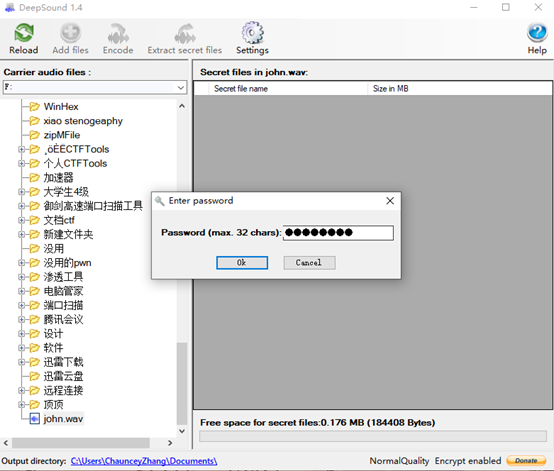 DeepSound 1.4
Reload
Add files
Encode
Extract secret files
Settings
Help
Carrier audio files :
F:
WinHex
xiao stenogeaphy
zipMFile
¸öÈËCTFTools
个人CTFTools
加速器
大学生4级
御剑高速端口扫描工具
文档ctf
新建文件夹
没用
没用的pwn
渗透工具
电脑管家
端口扫描
腾讯会议
设计
软件
迅雷下载
迅雷云盘
远程连接
顶顶
john.wav
Secret files in john.wav:
Secret file name Size in MB
Enter password
Password (max. 32 chars):
Ok Cancel
Free space for secret files:0.176 MB (184408 Bytes)
Output directory: C:\Users\ChaunceyZhang\Documents\ NormalQuality Encrypt enabled Donate